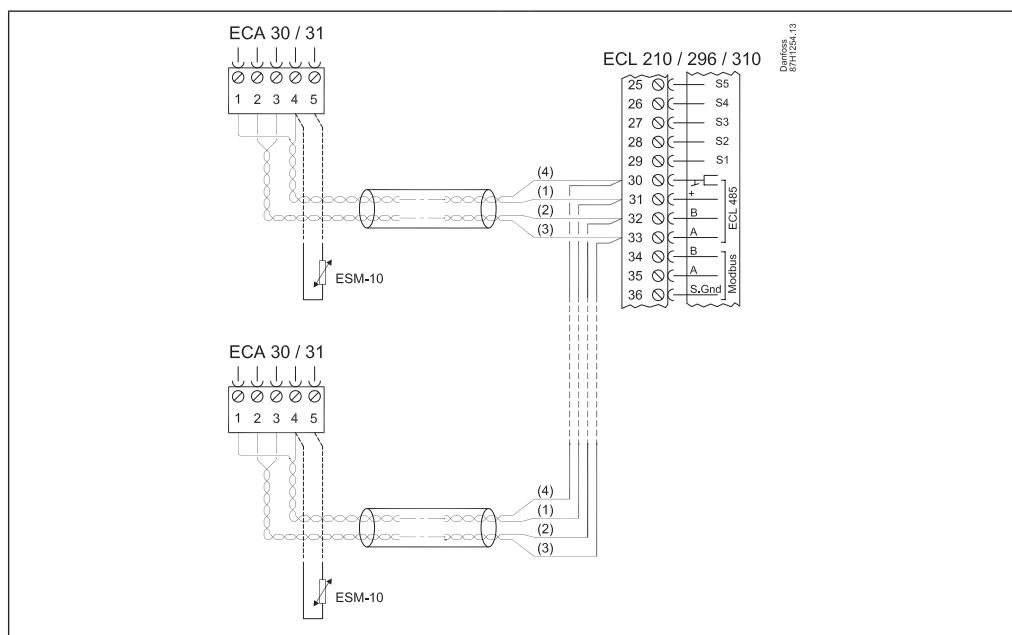 ECA 30 / 31
1 2 3 4 5
(4)
(1)
(2)
(3)
ESM-10
ECL 210 / 296 / 310
Danfoss
87H1254.13
25 S5
26 S4
27 S3
28 S2
29 S1
30
31 +
32 B
33 A
ECL 485
34 B
35 A
36 S.Gnd
Modbus
ECA 30 / 31
1 2 3 4 5
(4)
(1)
(2)
(3)
ESM-10